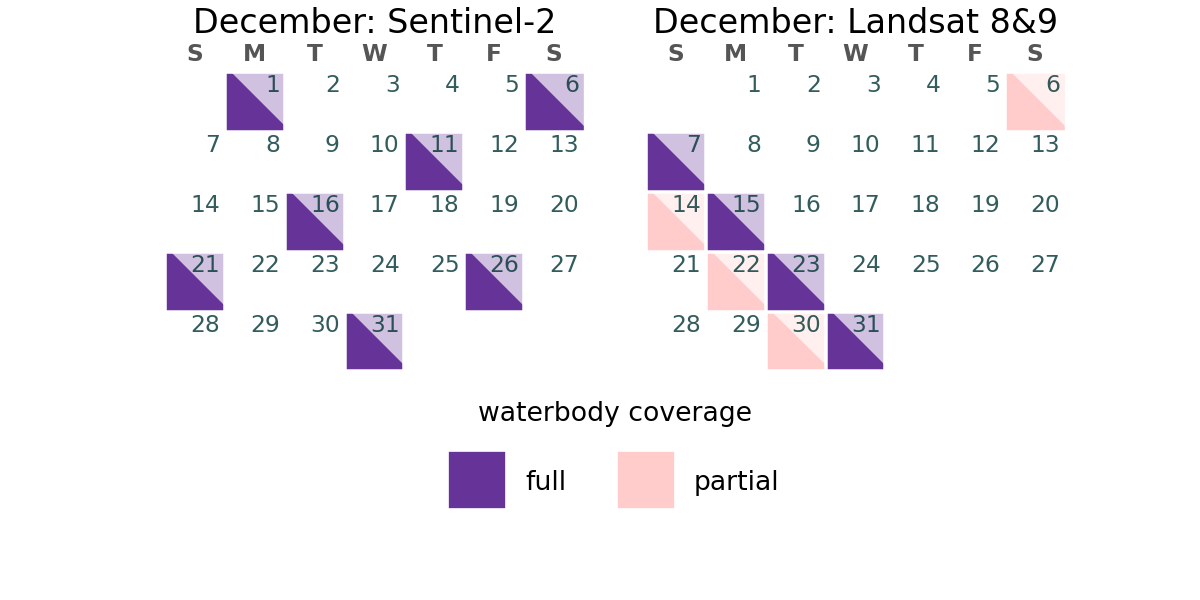 December: Sentinel-2
S M T W T F S
1 2 3 4 5 6
7 8 9 10 11 12 13
14 15 16 17 18 19 20
21 22 23 24 25 26 27
28 29 30 31
December: Landsat 8&9
S M T W T F S
1 2 3 4 5 6
7 8 9 10 11 12 13
14 15 16 17 18 19 20
21 22 23 24 25 26 27
28 29 30 31
waterbody coverage
full partial